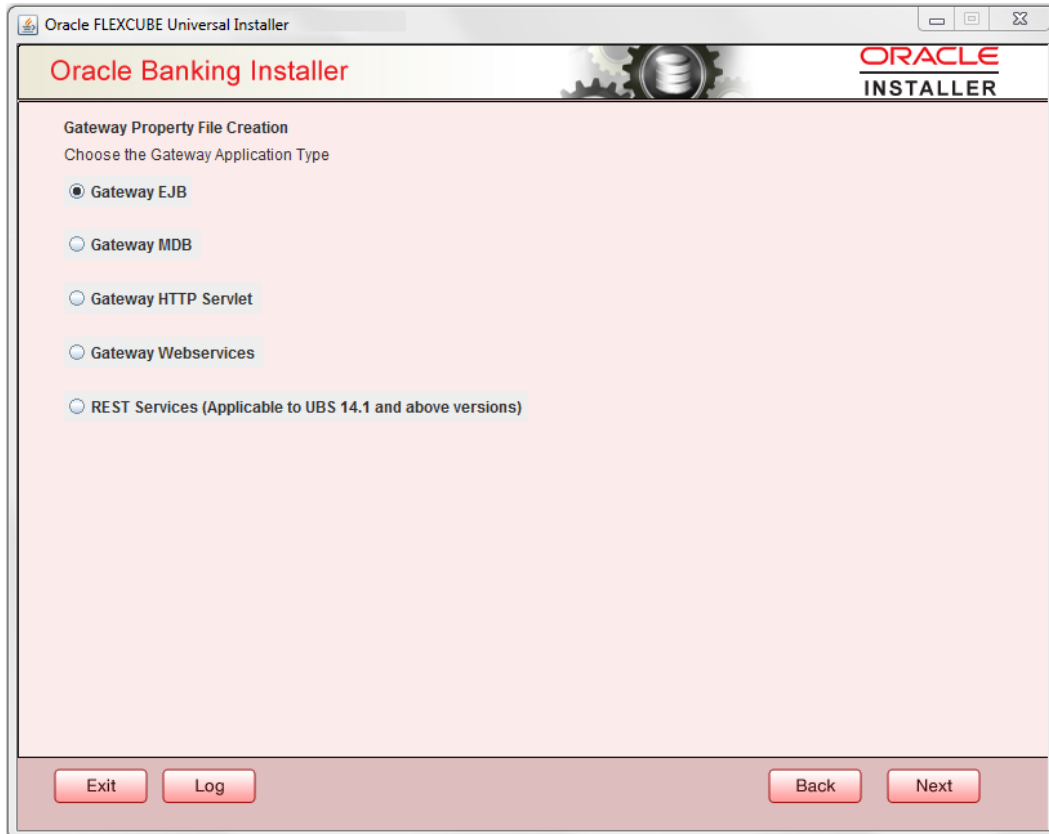 Oracle FLEXCUBE Universal Installer
Oracle Banking Installer
ORACLE
INSTALLER
Gateway Property File Creation
Choose the Gateway Application Type
Gateway EJB
Gateway MDB
Gateway HTTP Servlet
Gateway Webservices
REST Services (Applicable to UBS 14.1 and above versions)
Exit
Log
Back
Next